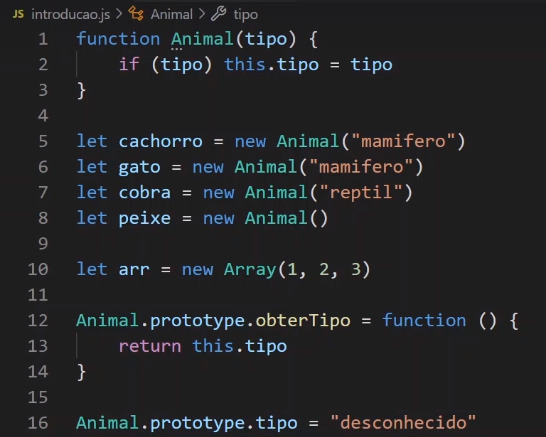 JS introducao.js > Animal > tipo
1 function Animal(tipo) {
2 if (tipo) this.tipo = tipo
3 }
4
5 let cachorro = new Animal("mamifero")
6 let gato = new Animal("mamifero")
7 let cobra = new Animal("reptil")
8 let peixe = new Animal()
9
10 let arr = new Array(1, 2, 3)
11
12 Animal.prototype.obterTipo = function () {
13 return this.tipo
14 }
15
16 Animal.prototype.tipo = "desconhecido"